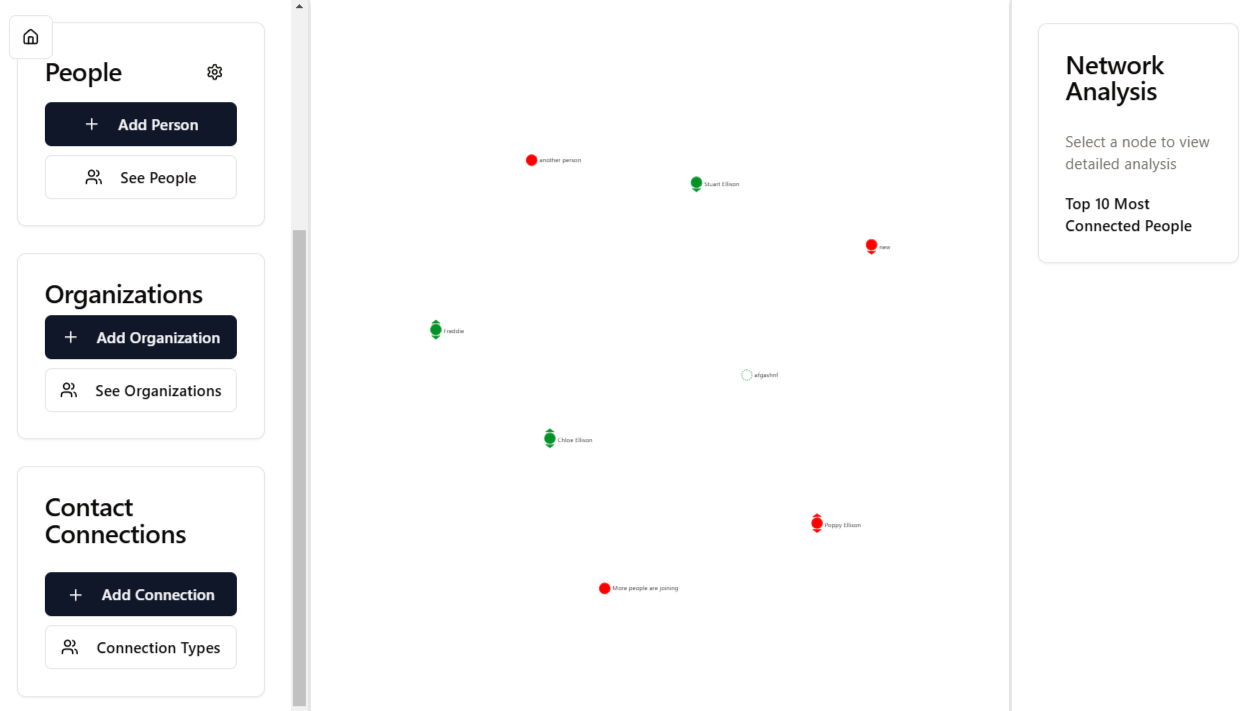 People
Add Person
See People
Organizations
Add Organization
See Organizations
Contact
Connections
Add Connection
Connection Types
another person
Stuart Ellison
new
Freddie
afgashnf
Chloe Ellison
Poppy Ellison
More people are joining
Network
Analysis
Select a node to view
detailed analysis
Top 10 Most
Connected People